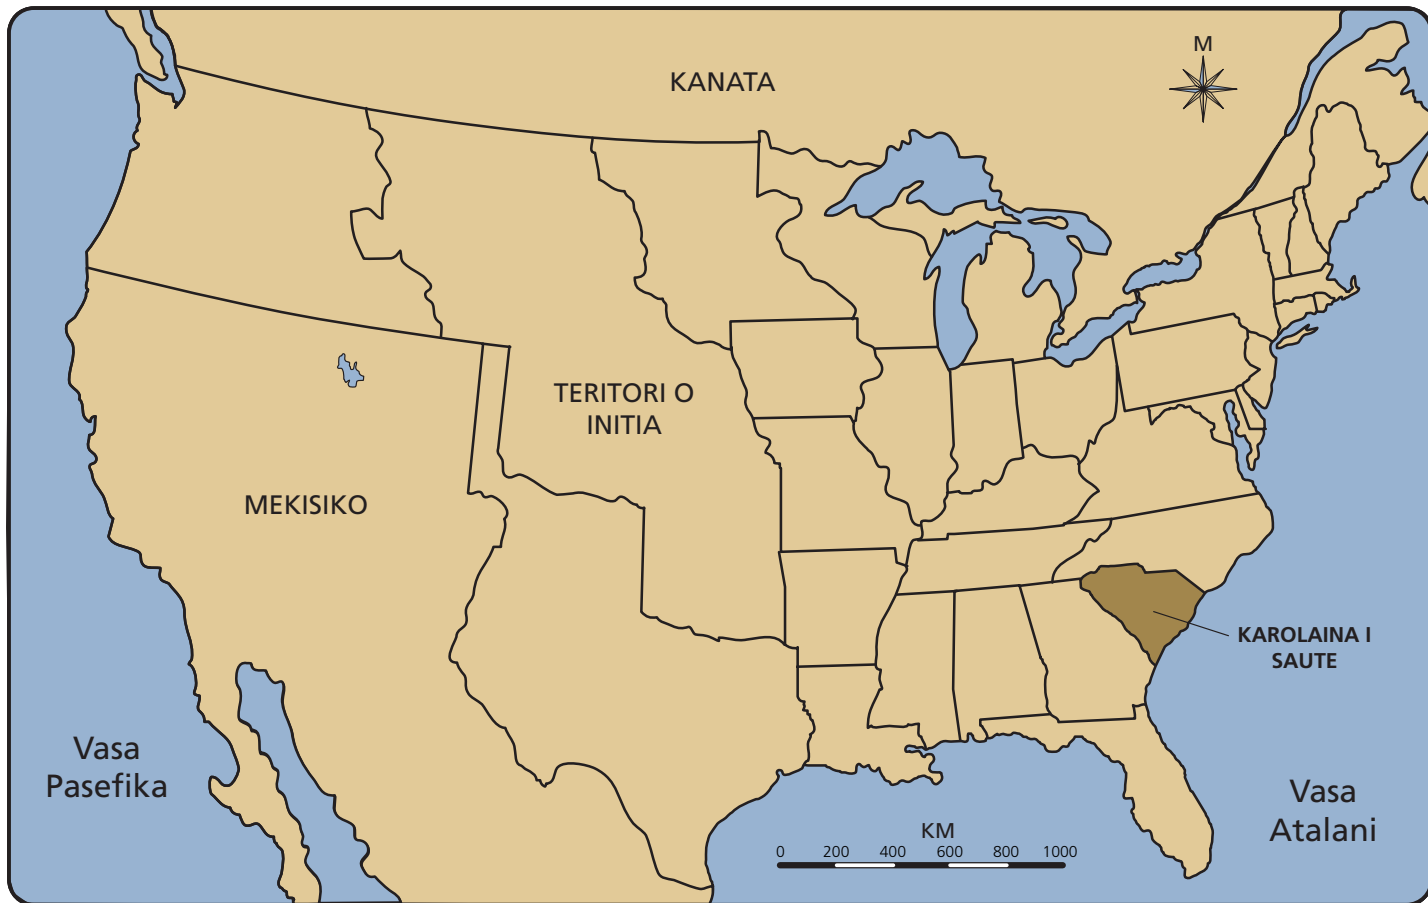 M
KANATA
TERITORI O
INITIA
MEKISIKO
KAROLAINA I
SAUTE
Vasa
Pasefika
Vasa
Atalani
KM
0 200 400 600 800 1000